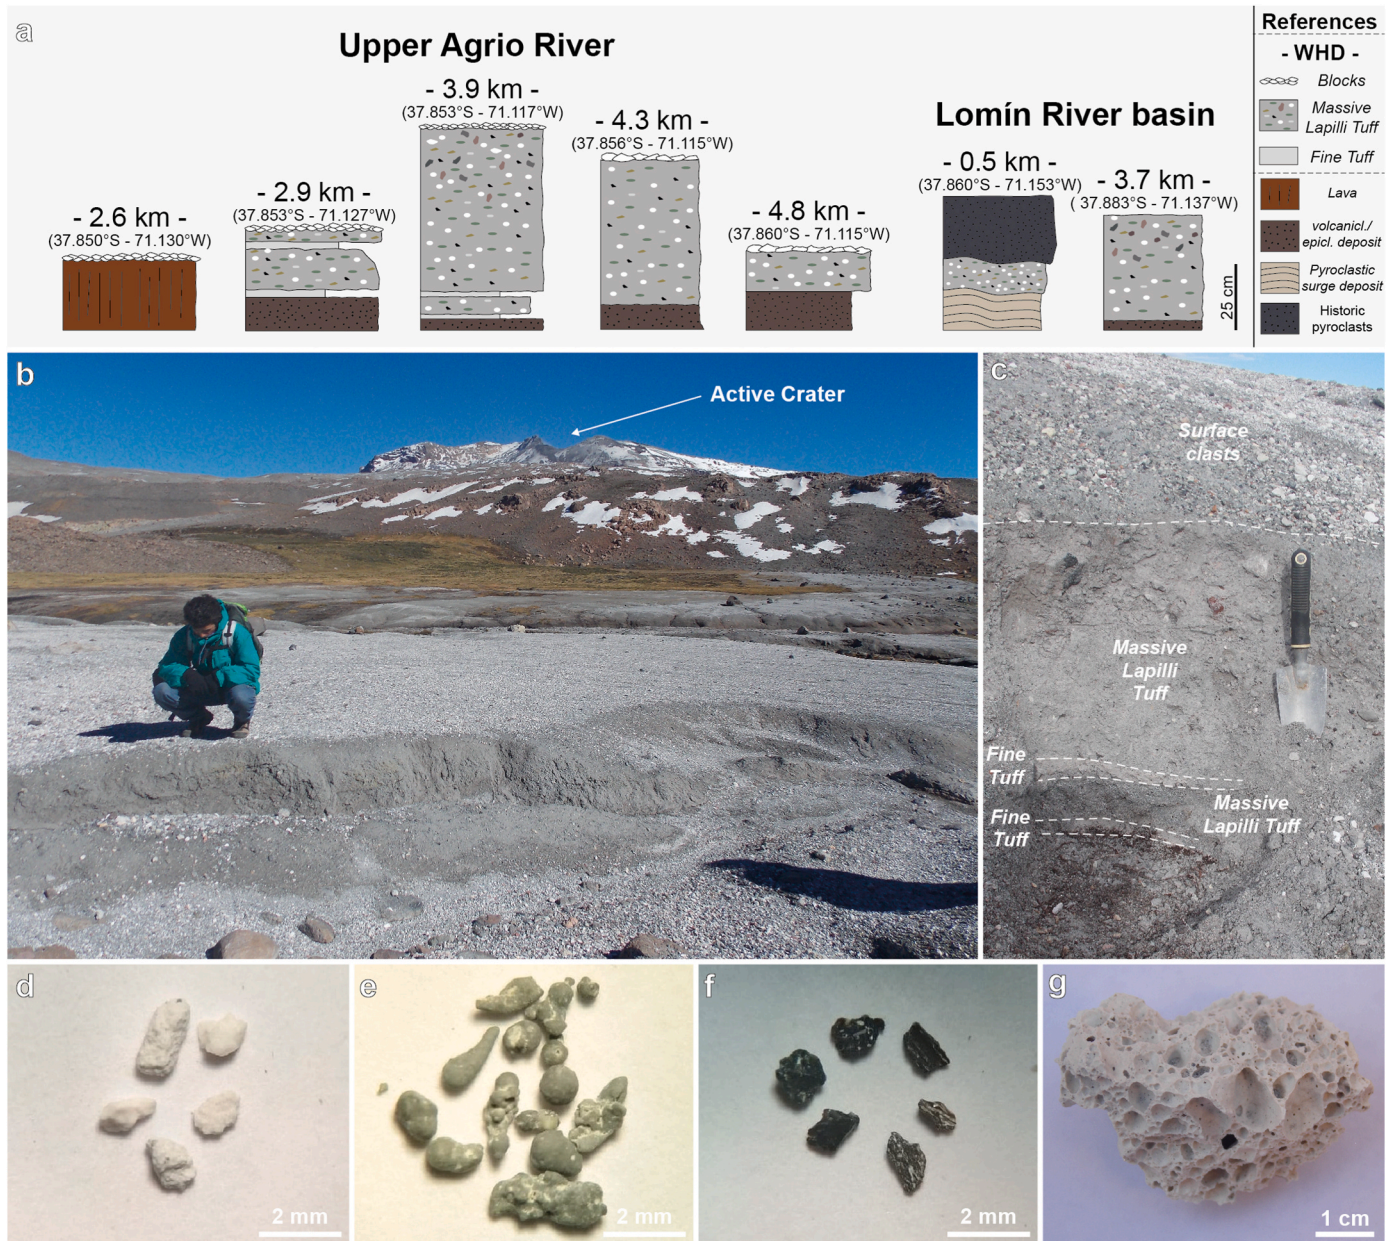 a
Upper Agrio River
- 2.6 km -
(37.850°S - 71.130°W)
- 2.9 km -
(37.853°S - 71.127°W)
- 3.9 km -
(37.853°S - 71.117°W)
- 4.3 km -
(37.856°S - 71.115°W)
- 4.8 km -
(37.860°S - 71.115°W)
Lomín River basin
- 0.5 km -
(37.860°S - 71.153°W)
- 3.7 km -
( 37.883°S - 71.137°W)
25 cm
References
- WHD -
Blocks
Massive
Lapilli Tuff
Fine Tuff
Lava
volcanicl./
epicl. deposit
Pyroclastic
surge deposit
Historic
pyroclasts
b
Active Crater
c
Surface
clasts
Massive
Lapilli
Tuff
Fine
Tuff
Massive
Lapilli Tuff
Fine
Tuff
d
2 mm
e
2 mm
f
2 mm
g
1 cm